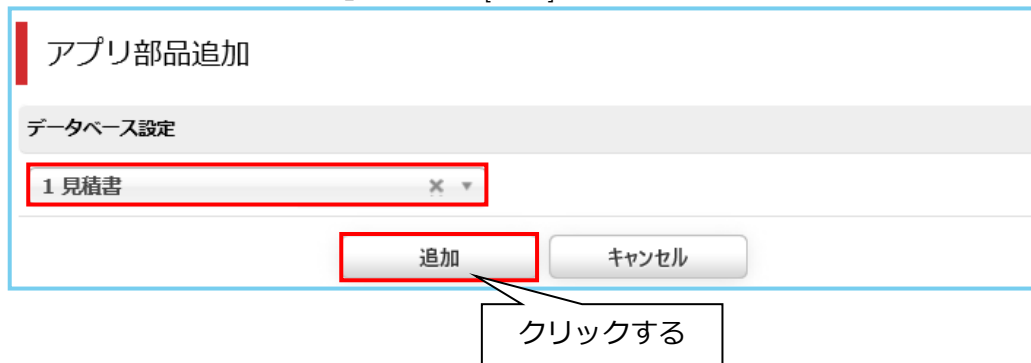 アプリ部品追加
データベース設定
1 見積書
追加 キャンセル
クリックする